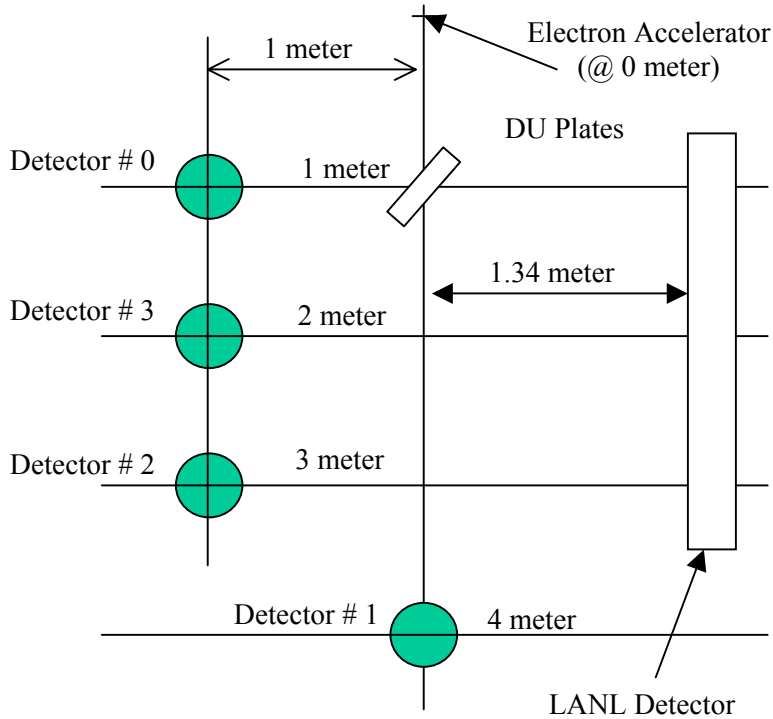 1 meter
Electron Accelerator
(@ 0 meter)
DU Plates
Detector # 0
1 meter
1.34 meter
Detector # 3
2 meter
Detector # 2
3 meter
Detector # 1
4 meter
LANL Detector